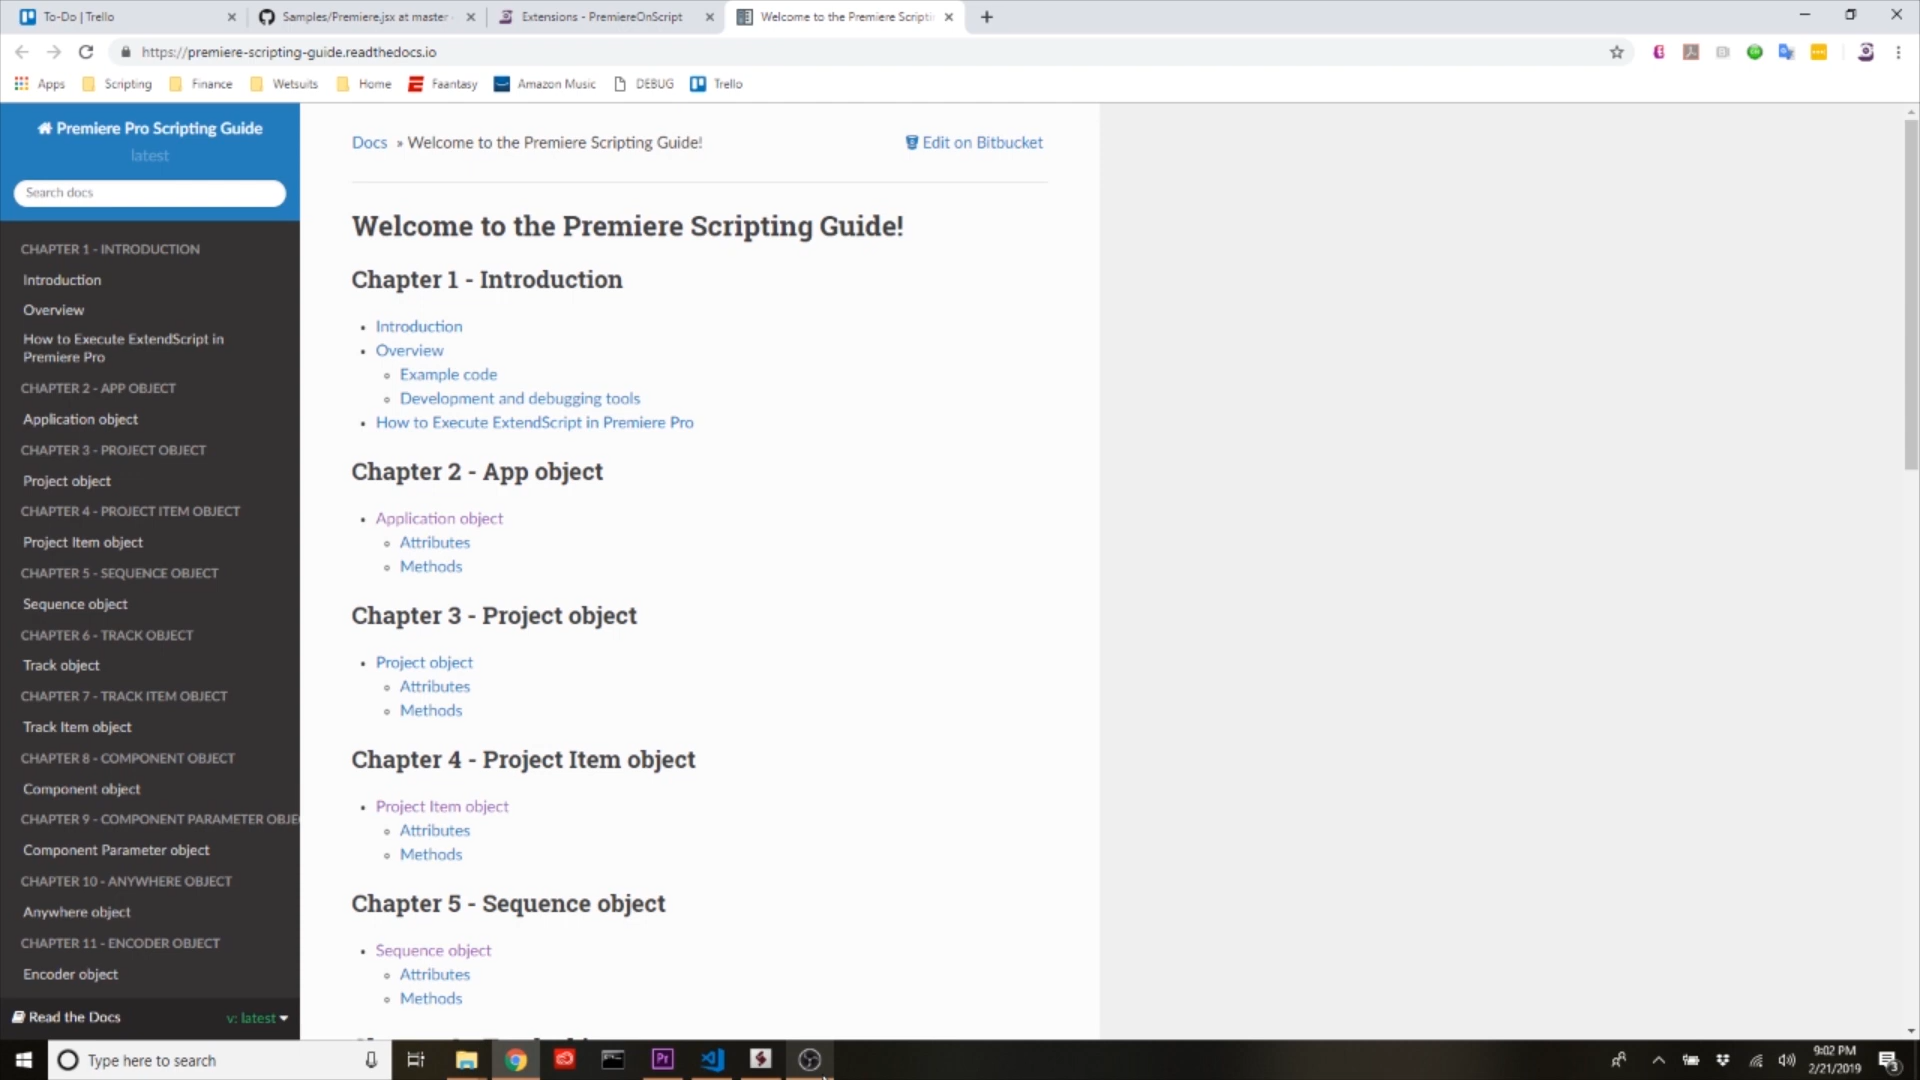 To-Do | Trello
Samples/Premiere.jsx at master
Extensions - PremiereOnScript
Welcome to the Premiere Scripti
https://premiere-scripting-guide.readthedocs.io
Apps
Scripting
Finance
Wetsuits
Home
Faantasy
Amazon Music
DEBUG
Trello
Premiere Pro Scripting Guide
latest
Search docs
CHAPTER 1 - INTRODUCTION
Introduction
Overview
How to Execute ExtendScript in
Premiere Pro
CHAPTER 2 - APP OBJECT
Application object
CHAPTER 3 - PROJECT OBJECT
Project object
CHAPTER 4 - PROJECT ITEM OBJECT
Project Item object
CHAPTER 5 - SEQUENCE OBJECT
Sequence object
CHAPTER 6 - TRACK OBJECT
Track object
CHAPTER 7 - TRACK ITEM OBJECT
Track Item object
CHAPTER 8 - COMPONENT OBJECT
Component object
CHAPTER 9 - COMPONENT PARAMETER OBJE
Component Parameter object
CHAPTER 10 - ANYWHERE OBJECT
Anywhere object
CHAPTER 11 - ENCODER OBJECT
Encoder object
Read the Docs
v: latest
Docs » Welcome to the Premiere Scripting Guide!
Edit on Bitbucket
Welcome to the Premiere Scripting Guide!
Chapter 1 - Introduction
Introduction
Overview
Example code
Development and debugging tools
How to Execute ExtendScript in Premiere Pro
Chapter 2 - App object
Application object
Attributes
Methods
Chapter 3 - Project object
Project object
Attributes
Methods
Chapter 4 - Project Item object
Project Item object
Attributes
Methods
Chapter 5 - Sequence object
Sequence object
Attributes
Methods
Type here to search
Pr
9:02 PM
2/21/2019
3